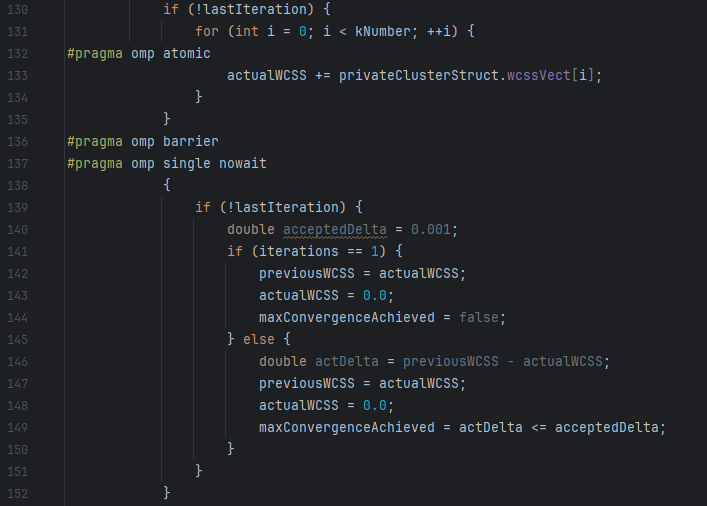 130 if (!lastIteration) {
131 for (int i = 0; i < kNumber; ++i) {
132 #pragma omp atomic
133 actualWCSS += privateClusterStruct.wcssVect[i];
134 }
135 }
136 #pragma omp barrier
137 #pragma omp single nowait
138 {
139 if (!lastIteration) {
140 double acceptedDelta = 0.001;
141 if (iterations == 1) {
142 previousWCSS = actualWCSS;
143 actualWCSS = 0.0;
144 maxConvergenceAchieved = false;
145 } else {
146 double actDelta = previousWCSS - actualWCSS;
147 previousWCSS = actualWCSS;
148 actualWCSS = 0.0;
149 maxConvergenceAchieved = actDelta <= acceptedDelta;
150 }
151 }
152 }